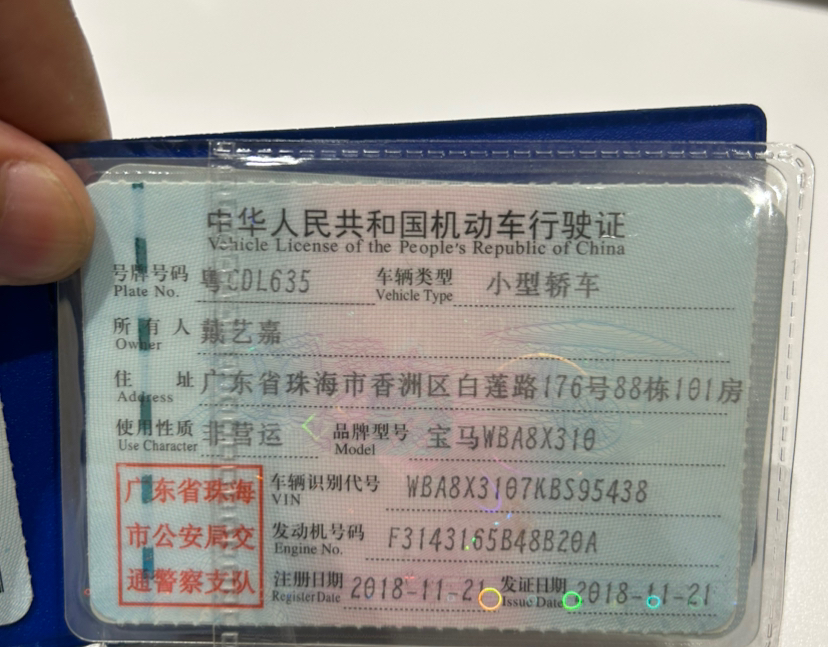 中华人民共和国机动车行驶证
Vehicle License of the People's Republic of China
号牌号码 粤CDL635 车辆类型 小型轿车
Plate No. Vehicle Type
所有人 戴艺嘉
Owner
住址 广东省珠海市香洲区白莲路176号88栋101房
Address
使用性质 非营运 品牌型号 宝马WBA8X310
Use Character Model
车辆识别代号 WBA8X3107KBS95438
VIN
发动机号码 F3143165B48B20A
Engine No.
注册日期 2018-11-21 发证日期 2018-11-21
Register Date Issue Date
广东省珠海
市公安局交
通警察支队